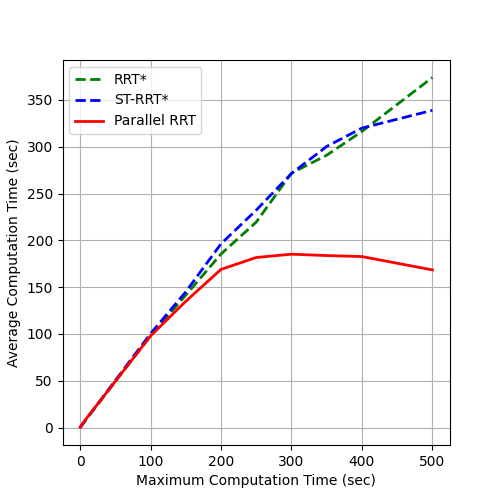 RRT*
ST-RRT*
Parallel RRT
Average Computation Time (sec)
350
300
250
200
150
100
50
0
0 100 200 300 400 500
Maximum Computation Time (sec)